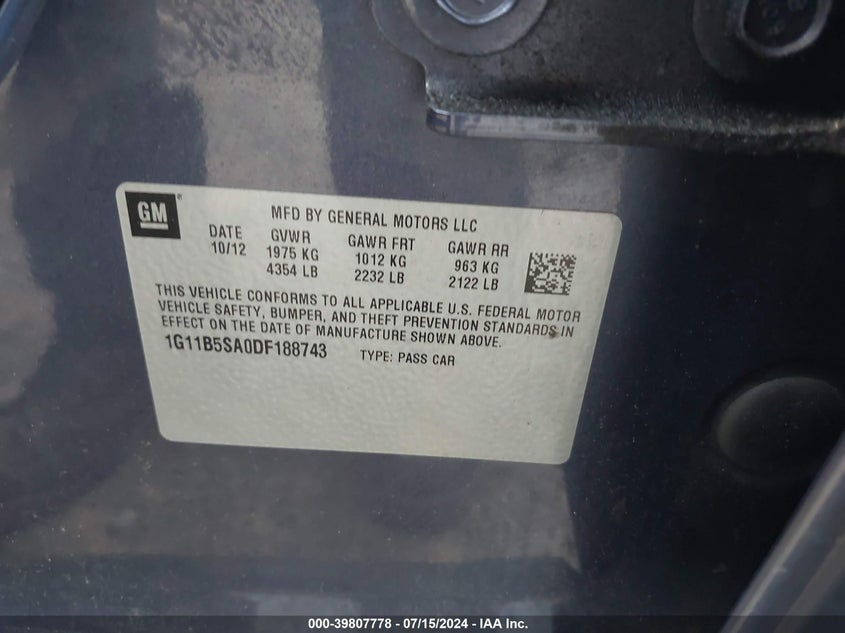 GM
MFD BY GENERAL MOTORS LLC
DATE GVWR GAWR FRT GAWR RR
10/12 1975 KG 1012 KG 963 KG
4354 LB 2232 LB 2122 LB
THIS VEHICLE CONFORMS TO ALL APPLICABLE U.S. FEDERAL MOTOR
VEHICLE SAFETY, BUMPER, AND THEFT PREVENTION STANDARDS IN
EFFECT ON THE DATE OF MANUFACTURE SHOWN ABOVE.
1G11B5SA0DF188743 TYPE: PASS CAR
000-39807778 - 07/15/2024 - IAA Inc.